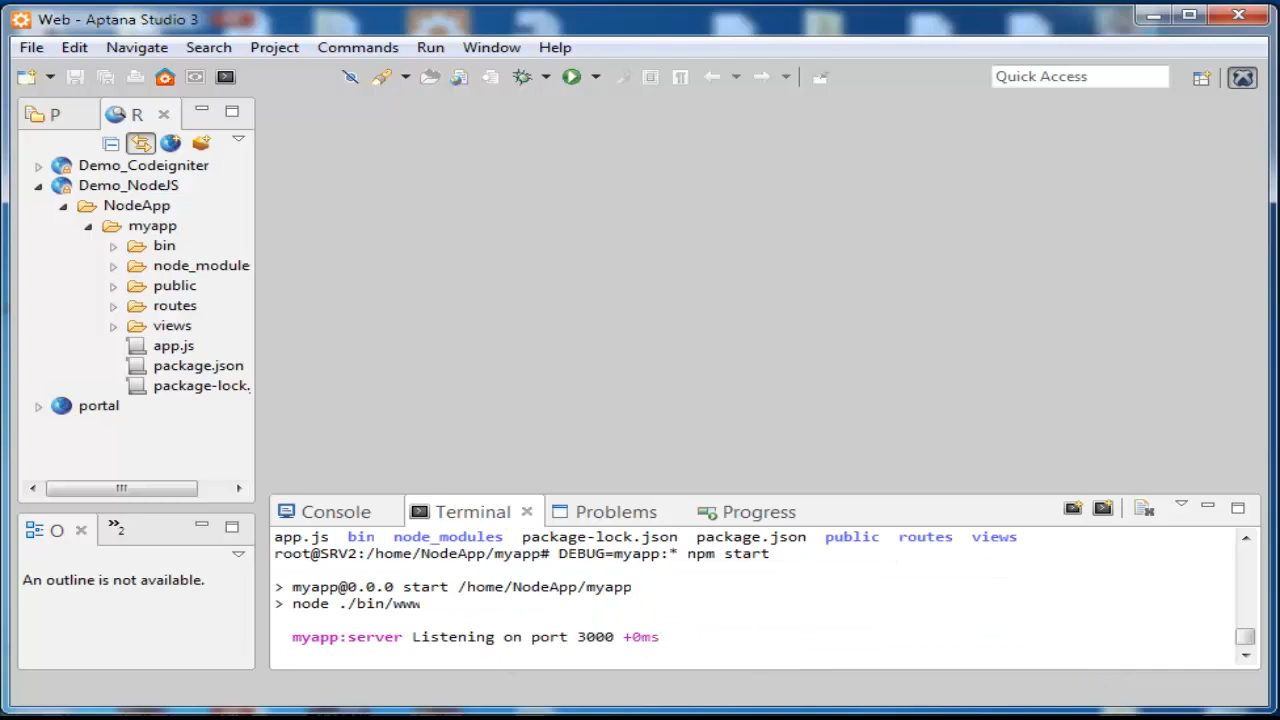 Web - Aptana Studio 3
File Edit Navigate Search Project Commands Run Window Help
Quick Access
P R
Demo_Codeigniter
Demo_NodeJS
NodeApp
myapp
bin
node_module
public
routes
views
app.js
package.json
package-lock.
portal
O »2
An outline is not available.
Console Terminal Problems Progress
app.js bin node_modules package-lock.json package.json public routes views
root@SRV2:/home/NodeApp/myapp# DEBUG=myapp:* npm start
> myapp@0.0.0 start /home/NodeApp/myapp
> node ./bin/www
myapp:server Listening on port 3000 +0ms